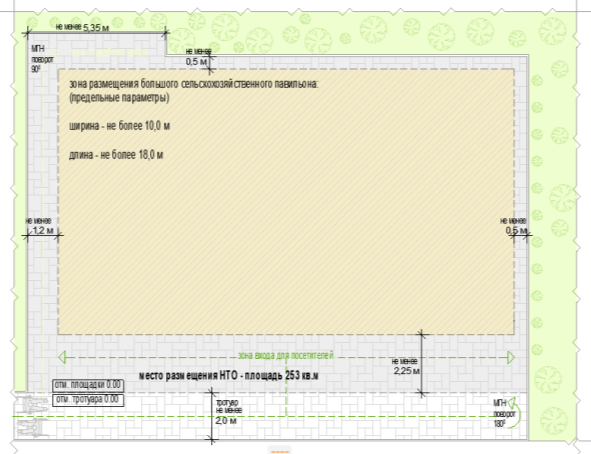 не менее 5,35 м
МГН
поворот
90°
не менее
0,5 м
зона размещения большого сельскохозяйственного павильона:
(предельные параметры)
ширина - не более 10,0 м
длина - не более 18,0 м
не менее
1,2 м
не менее
0,5 м
зона входа для посетителей
не менее
2,25 м
место размещения НТО - площадь 253 кв.м
отм. площадки 0.00
отм. тротуара 0.00
тротуар
не менее
2,0 м
МГН
поворот
180°